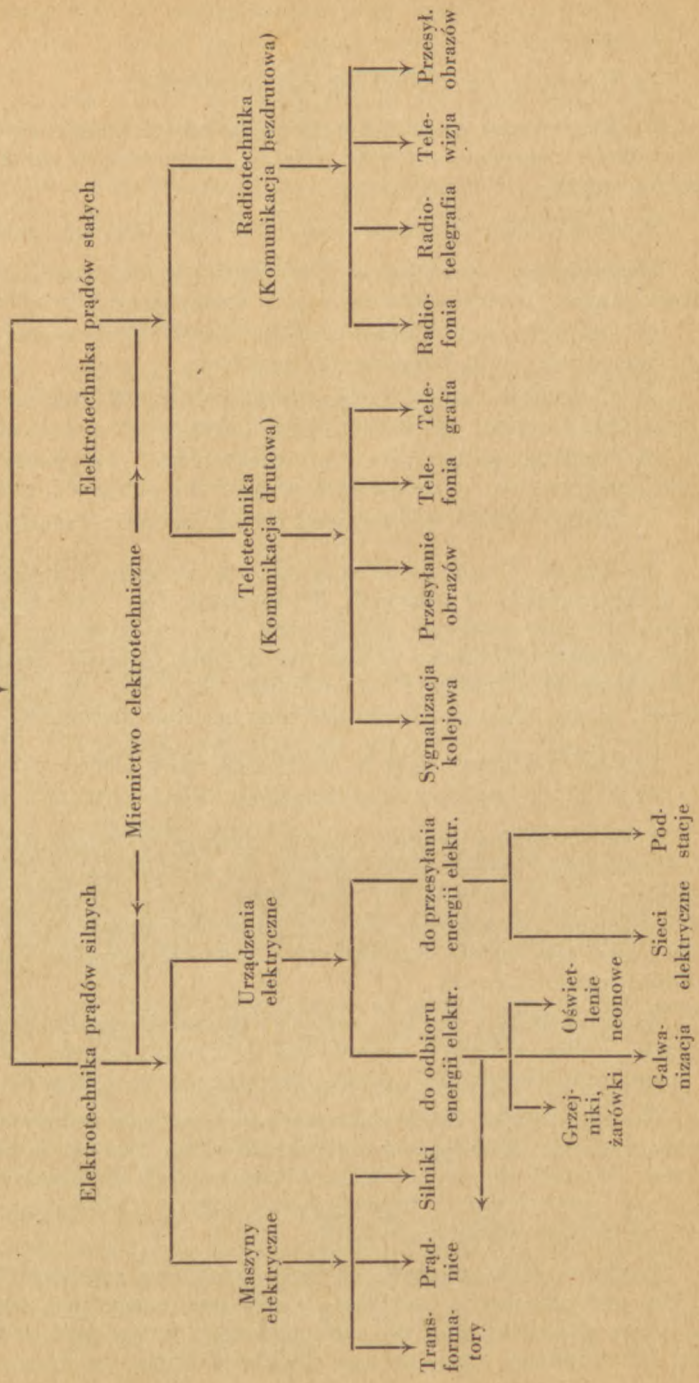 Elektrotechnika prądów silnych
Elektrotechnika prądów stałych
Miernictwo elektrotechniczne
Maszyny
elektryczne
Urządzenia
elektryczne
Teletechnika
(Komunikacja drutowa)
Radiotechnika
(Komunikacja bezdrutowa)
Trans-
forma-
tory
Prąd-
nice
Silniki
do odbioru
energii elektr.
do przesyłania
energii elektr.
Sygnalizacja
kolejowa
Przesyłanie
obrazów
Tele-
fonia
Tele-
grafia
Radio-
fonia
Radio-
telegrafia
Tele-
wizja
Przesył.
obrazów
Grzej-
niki,
żarówki
Oświet-
lenie
neonowe
Galwa-
nizacja
Sieci
elektryczne
Pod-
stacje